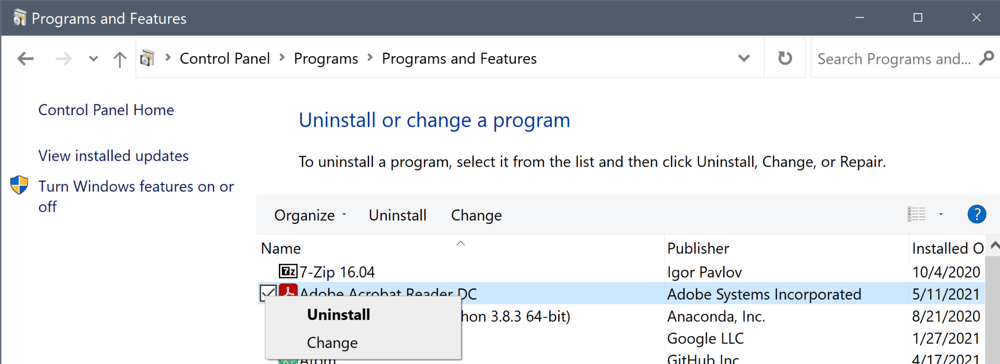 Programs and Features
Control Panel > Programs > Programs and Features
Search Programs and...
Control Panel Home
View installed updates
Turn Windows features on or
off
Uninstall or change a program
To uninstall a program, select it from the list and then click Uninstall, Change, or Repair.
Organize Uninstall Change
?
Name Publisher Installed O
7z 7-Zip 16.04 Igor Pavlov 10/4/2020
Adobe Acrobat Reader DC Adobe Systems Incorporated 5/11/2021
Uninstall
hon 3.8.3 64-bit) Anaconda, Inc. 8/21/2020
Change
Google LLC 1/27/2021
Atom GitHub Inc. 4/17/2021